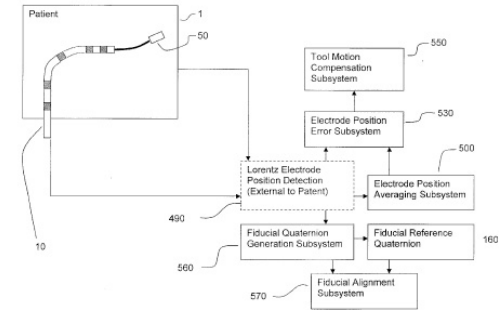 Patient
1
50
550
Tool Motion
Compensation
Subsystem
530
Electrode Position
Error Subsystem
500
Lorentz Electrode
Position Detection
(External to Patent)
Electrode Position
Averaging Subsystem
490
10
Fiducial Quaternion
Generation Subsystem
Fiducial Reference
Quaternion
160
560
Fiducial Alignment
Subsystem
570